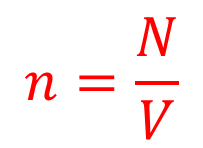 n = N/V